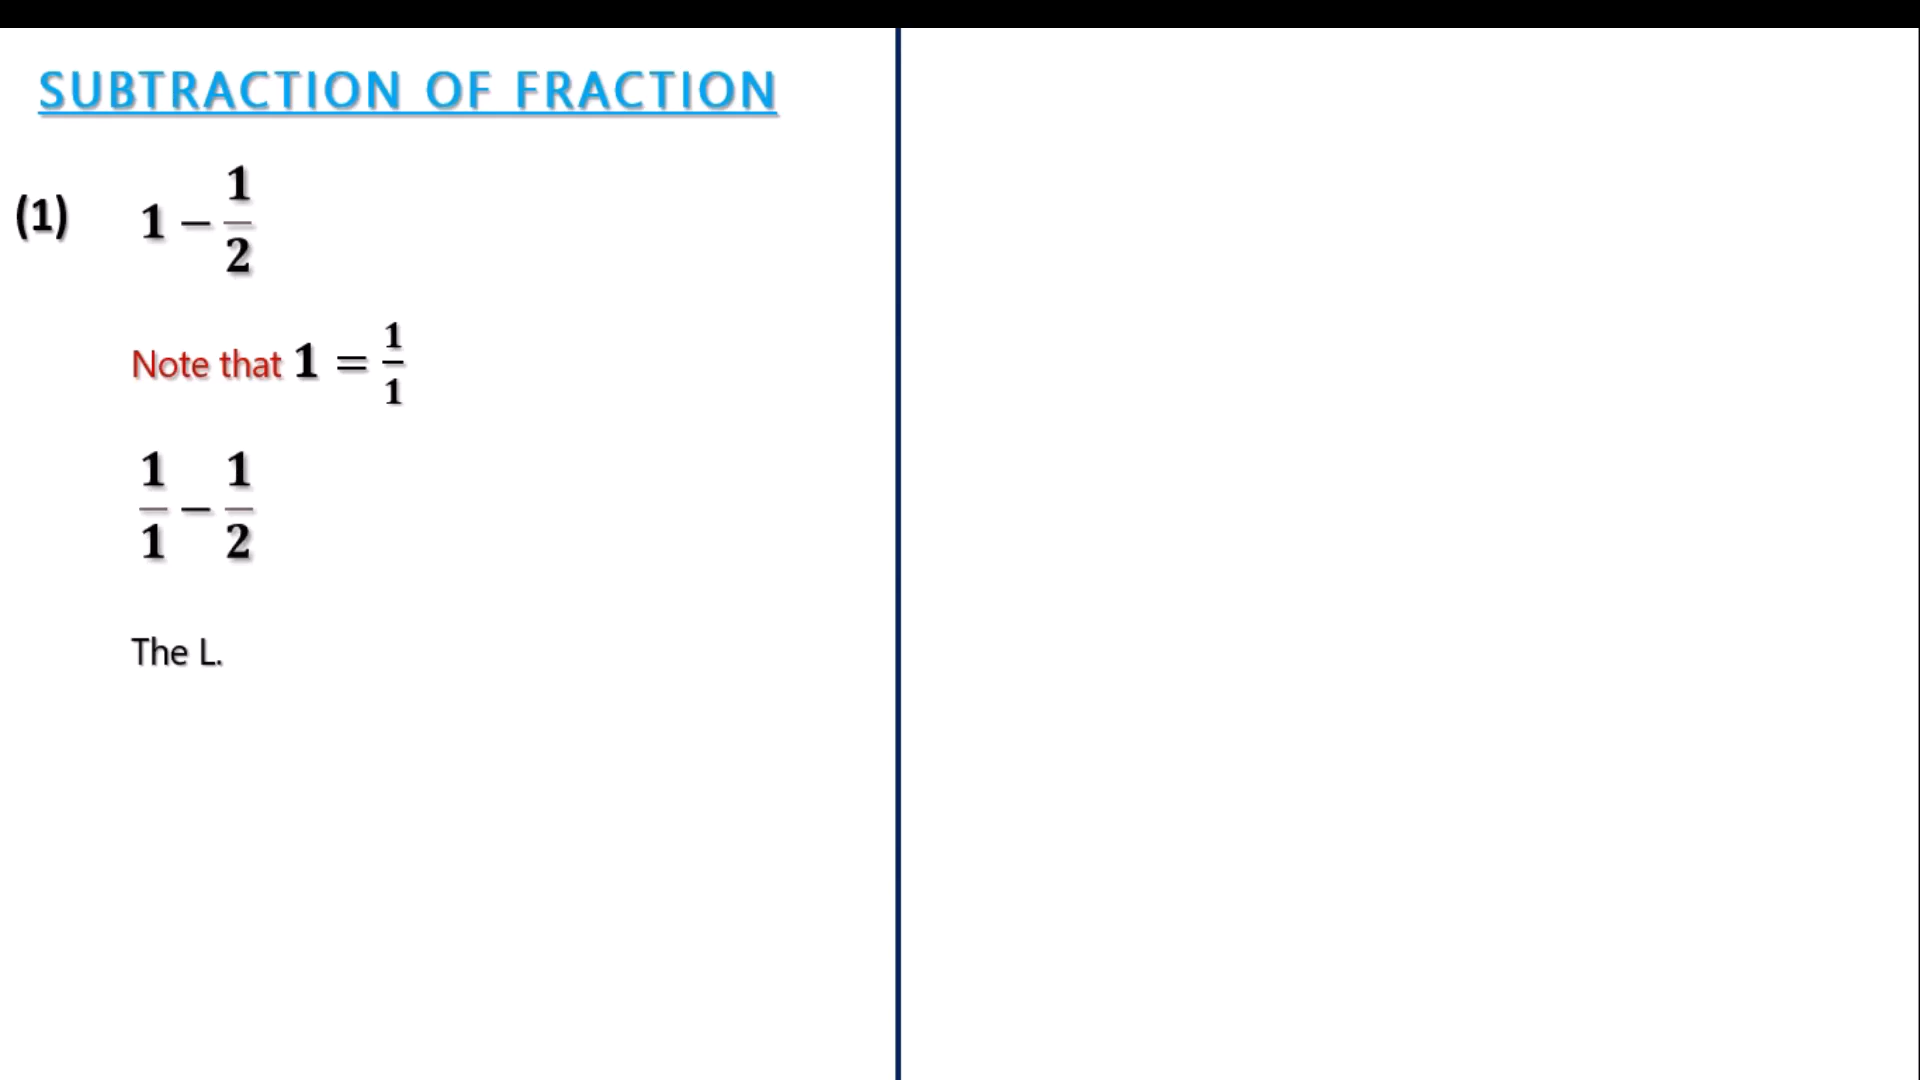 SUBTRACTION OF FRACTION
(1) 1 − 1/2
Note that 1 = 1/1
1/1 − 1/2
The L.